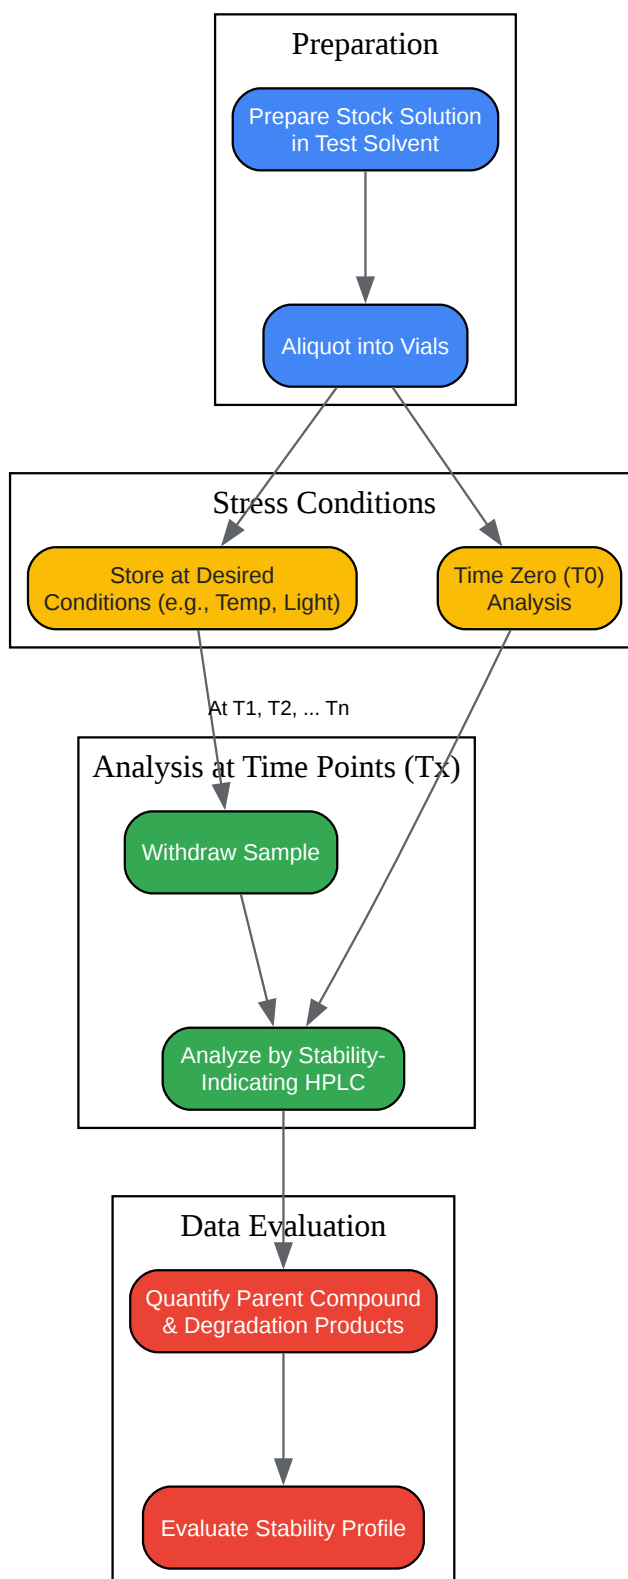 Preparation
Prepare Stock Solution
in Test Solvent
Aliquot into Vials
Stress Conditions
Store at Desired
Conditions (e.g., Temp, Light)
Time Zero (T0)
Analysis
At T1, T2, ... Tn
Analysis at Time Points (Tx)
Withdraw Sample
Analyze by Stability-
Indicating HPLC
Data Evaluation
Quantify Parent Compound
& Degradation Products
Evaluate Stability Profile